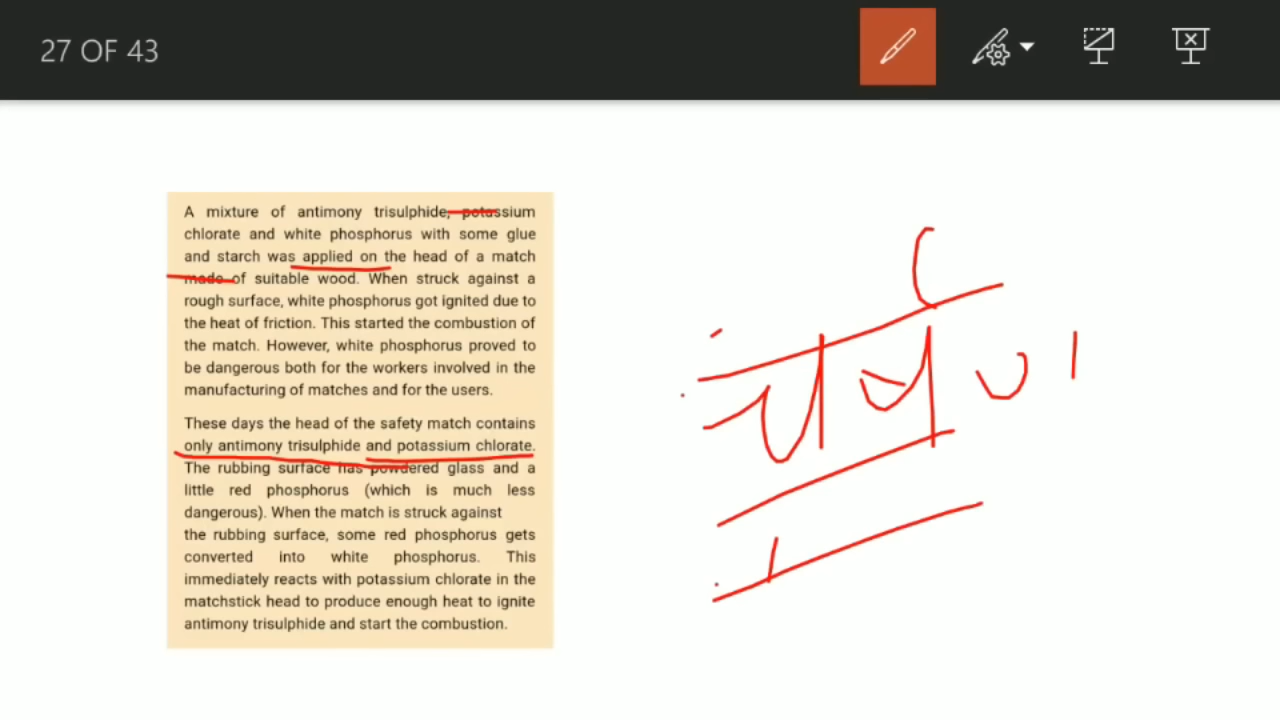 27 OF 43
A mixture of antimony trisulphide, potassium
chlorate and white phosphorus with some glue
and starch was applied on the head of a match
made of suitable wood. When struck against a
rough surface, white phosphorus got ignited due to
the heat of friction. This started the combustion of
the match. However, white phosphorus proved to
be dangerous both for the workers involved in the
manufacturing of matches and for the users.
These days the head of the safety match contains
only antimony trisulphide and potassium chlorate.
The rubbing surface has powdered glass and a
little red phosphorus (which is much less
dangerous). When the match is struck against
the rubbing surface, some red phosphorus gets
converted into white phosphorus. This
immediately reacts with potassium chlorate in the
matchstick head to produce enough heat to ignite
antimony trisulphide and start the combustion.